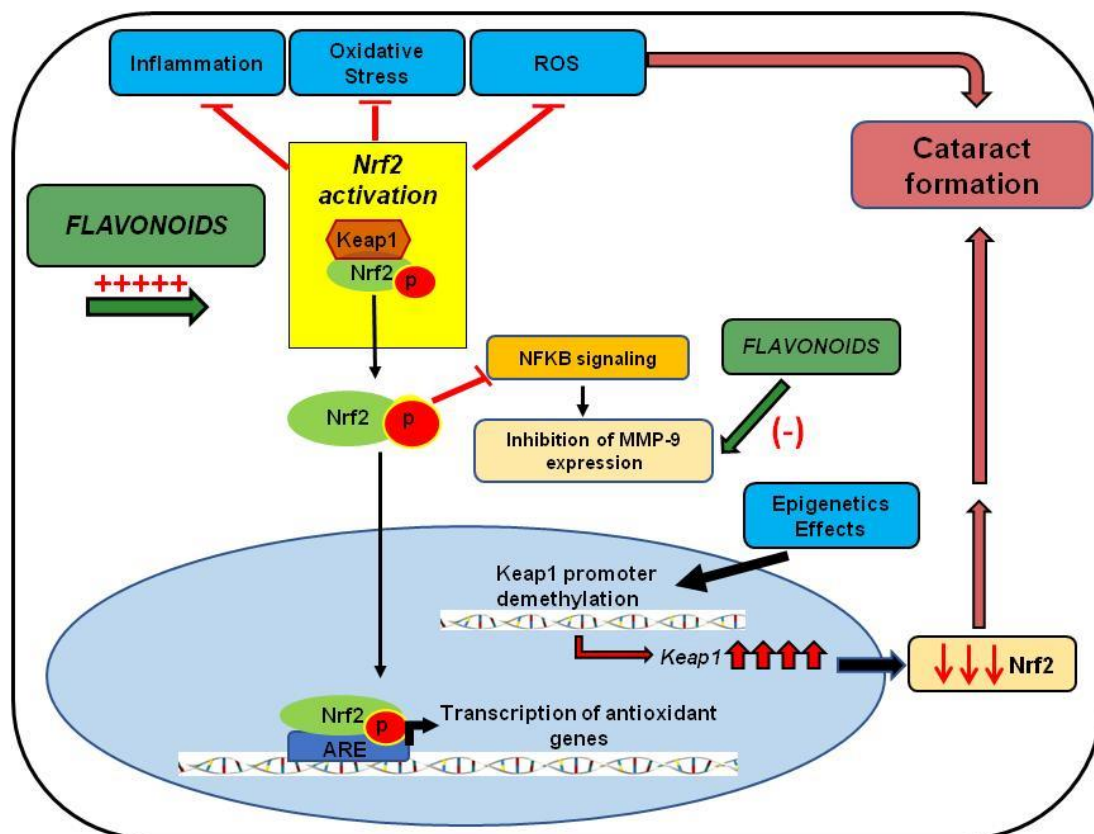 Inflammation
Oxidative
Stress
ROS
Cataract
formation
Nrf2
activation
Keap1
Nrf2
p
FLAVONOIDS
+++++
NFKB signaling
FLAVONOIDS
Nrf2
p
Inhibition of MMP-9
expression
(-)
Epigenetics
Effects
Keap1 promoter
demethylation
Keap1
Nrf2
Nrf2
p
ARE
Transcription of antioxidant
genes